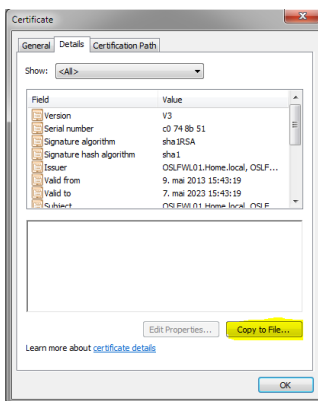 Certificate
General Details Certification Path
Show: <All>
Field Value
Version V3
Serial number c0 74 8b 51
Signature algorithm sha1RSA
Signature hash algorithm sha1
Issuer OSLFWL01.Home.local, OSLF...
Valid from 9. mai 2013 15:43:19
Valid to 7. mai 2023 15:43:19
Subject OSLFWL01.Home.local, OSLF
Edit Properties... Copy to File...
Learn more about certificate details
OK